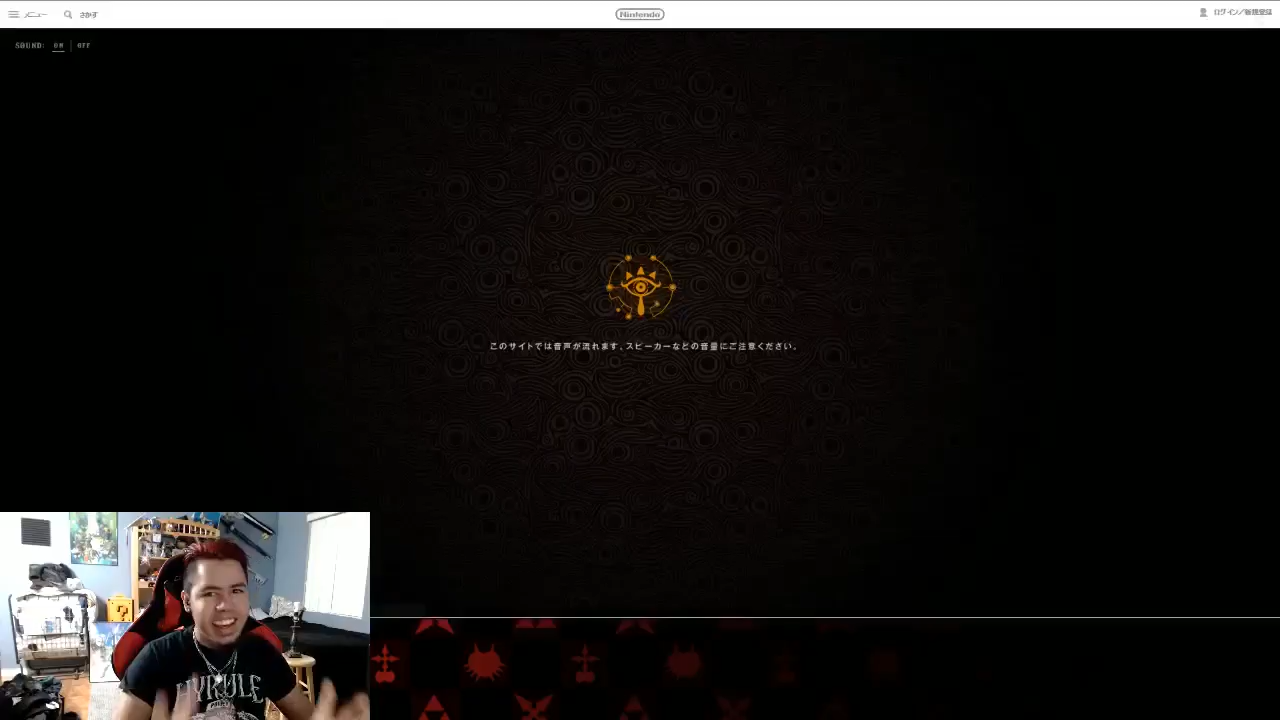 メニュー
さがす
Nintendo
ログイン/新規登録
SOUND: ON | OFF
このサイトでは音声が流れます。スピーカーなどの音量にご注意ください。
HYRULE